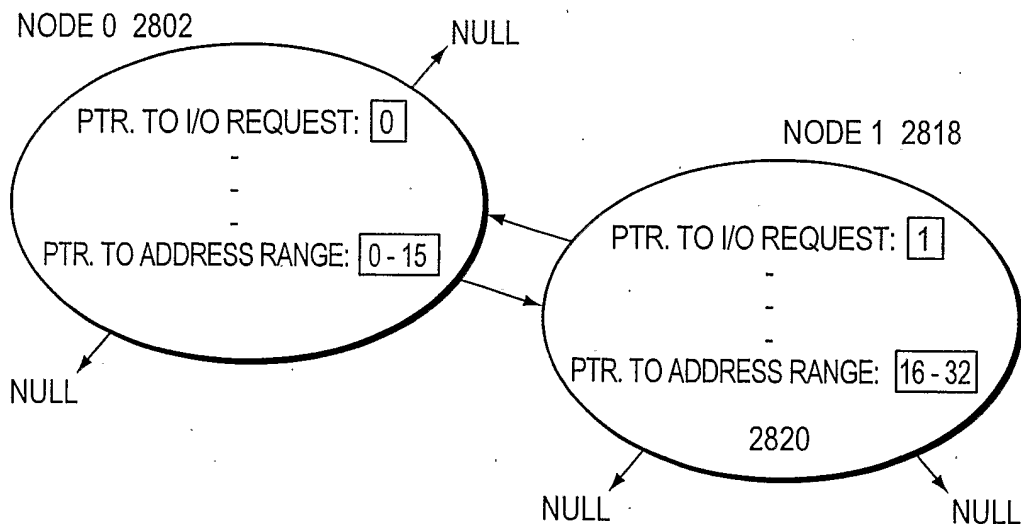 NODE 0 2802
NULL
PTR. TO I/O REQUEST: 0
-
-
-
PTR. TO ADDRESS RANGE: 0 - 15
NULL
NODE 1 2818
PTR. TO I/O REQUEST: 1
-
-
-
PTR. TO ADDRESS RANGE: 16 - 32
2820
NULL
NULL